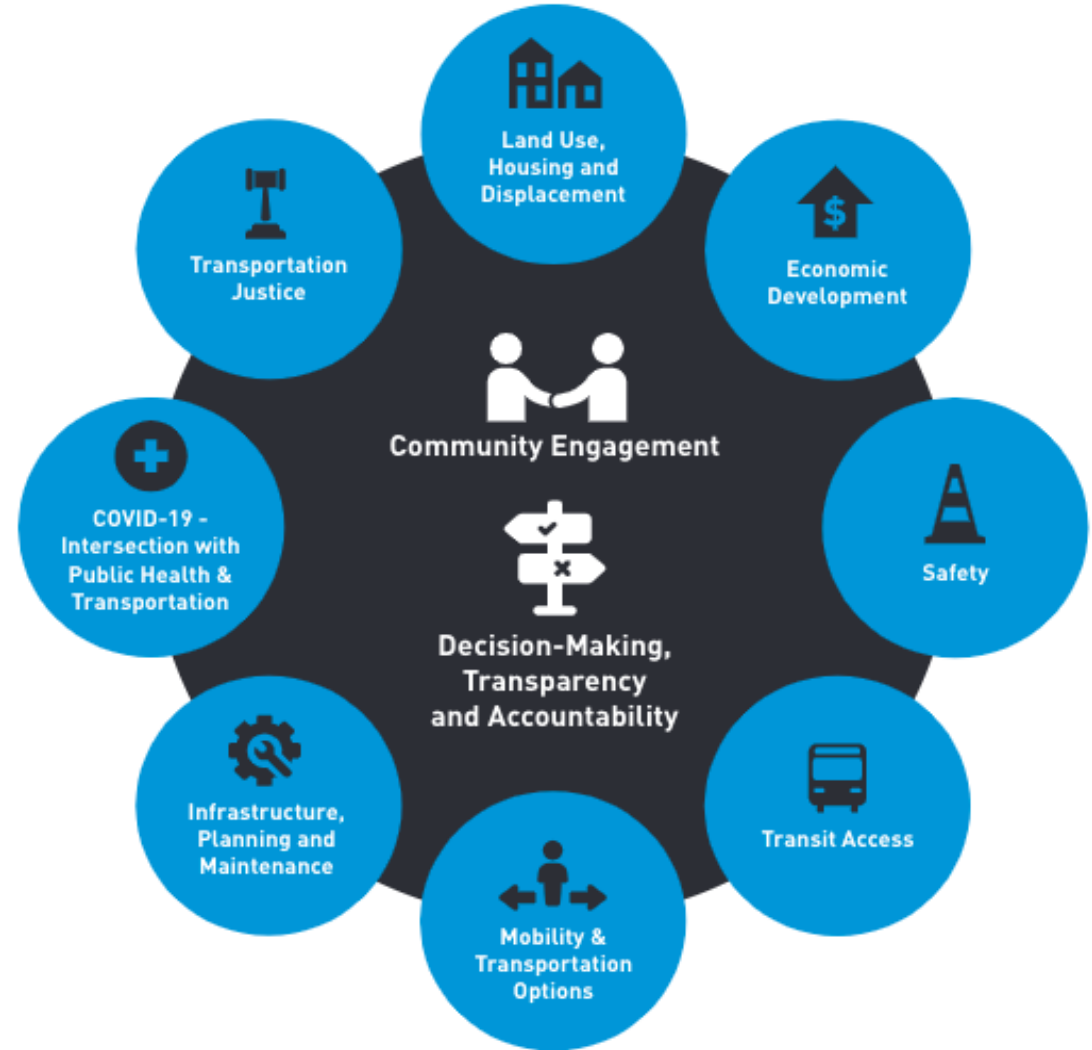 Land Use,
Housing and
Displacement
Economic
Development
Safety
Transit Access
Mobility &
Transportation
Options
Infrastructure,
Planning and
Maintenance
COVID-19 -
Intersection with
Public Health &
Transportation
Transportation
Justice
Community Engagement
Decision-Making,
Transparency
and Accountability
$